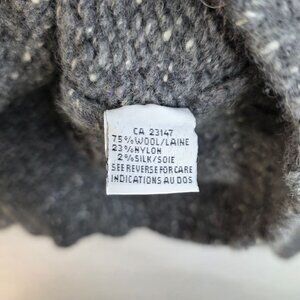 CA 23147
75% WOOL/LAINE
23% NYLON
2% SILK/SOIE
SEE REVERSE FOR CARE
INDICATIONS AU DOS